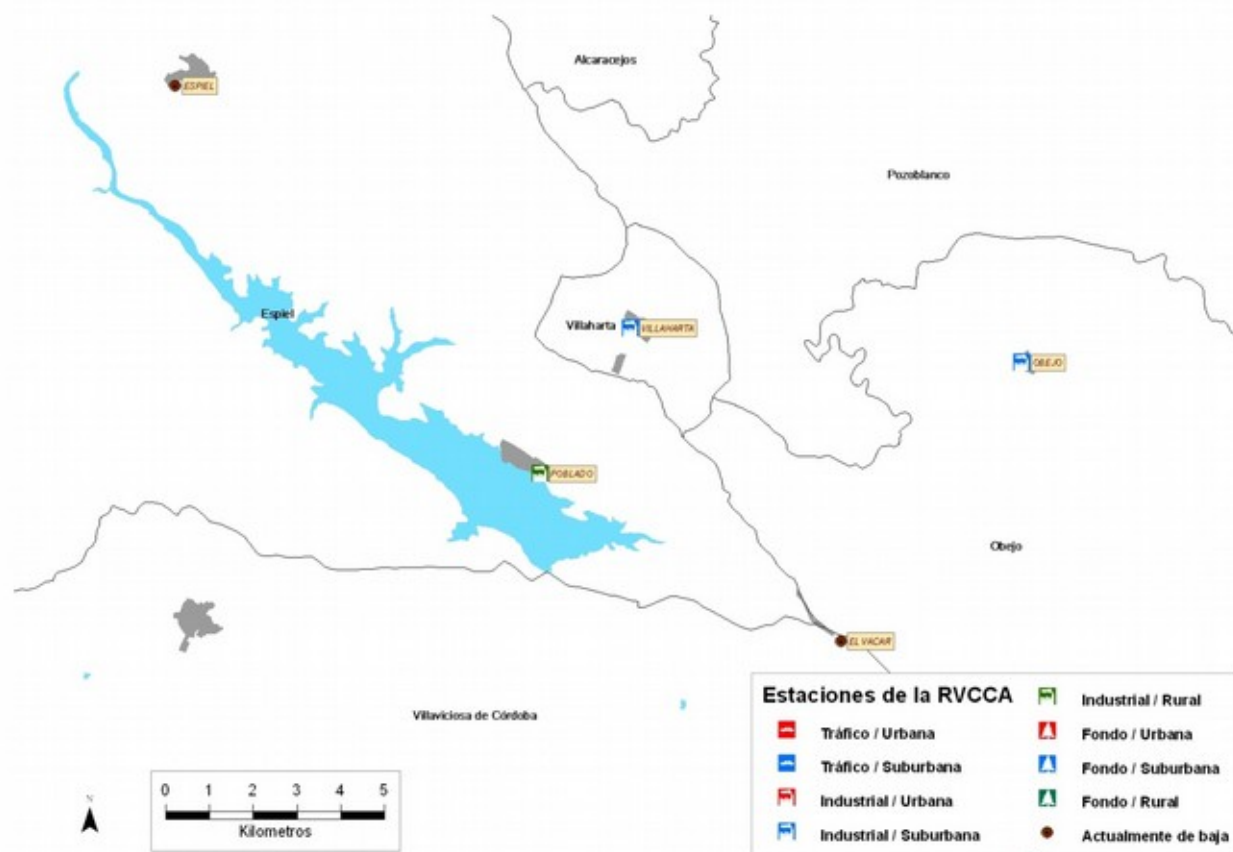 Alcaracejos
ESPIEL
Pozoblanco
Espiel
Villaharta
VILLAHARTA
OBEJO
POBLADO
Obejo
EL VACAR
Villaviciosa de Córdoba
Estaciones de la RVCCA
Tráfico / Urbana
Tráfico / Suburbana
Industrial / Urbana
Industrial / Suburbana
Industrial / Rural
Fondo / Urbana
Fondo / Suburbana
Fondo / Rural
Actualmente de baja
N
0 1 2 3 4 5
Kilometros